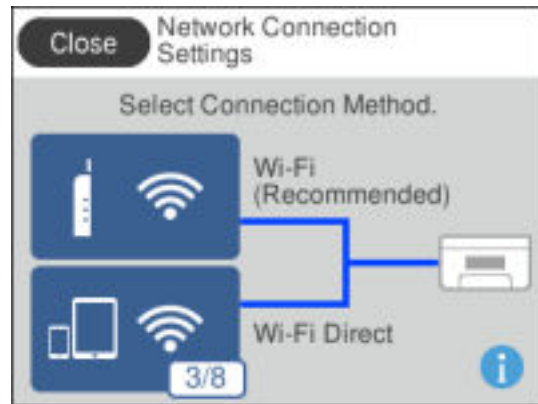 Close
Network Connection
Settings
Select Connection Method.
Wi-Fi
(Recommended)
Wi-Fi Direct
3/8
i